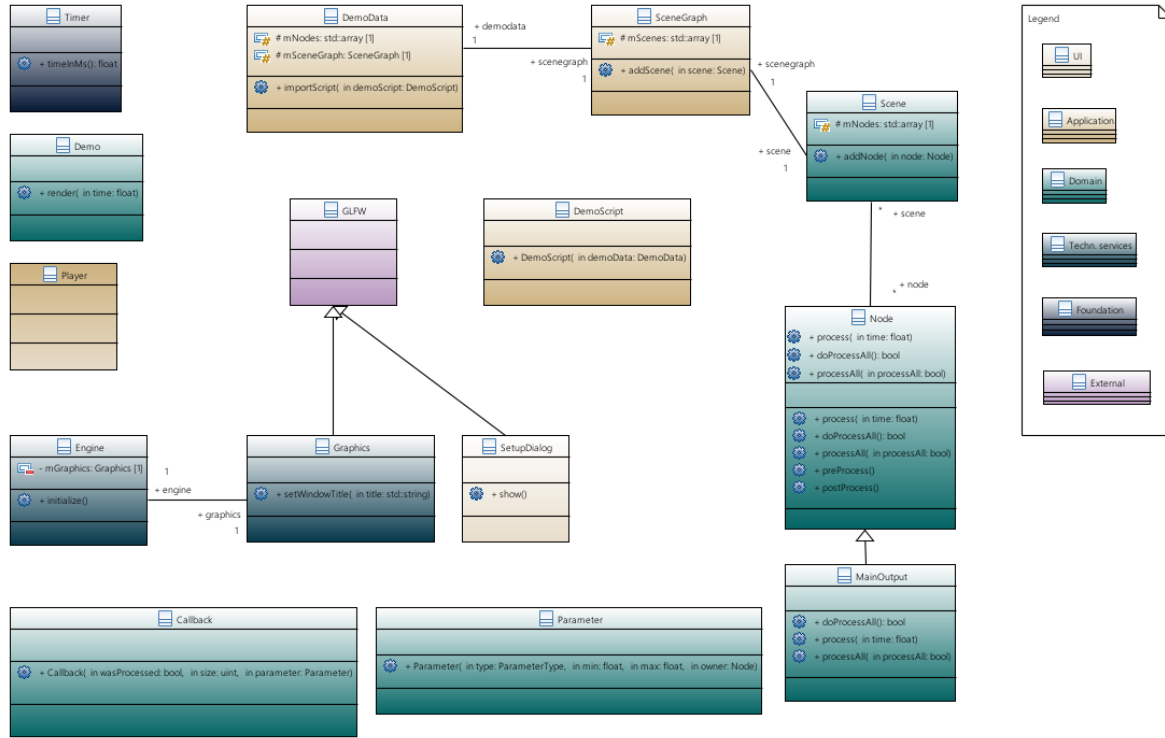 Timer
+ timeInMs(): float
DemoData
# mNodes: std::array [1]
# mSceneGraph: SceneGraph [1]
+ importScript( in demoScript: DemoScript)
+ demodata
1
+ scenegraph
1
SceneGraph
# mScenes: std::array [1]
+ addScene( in scene: Scene)
+ scenegraph
1
+ scene
1
Scene
# mNodes: std::array [1]
+ addNode( in node: Node)
* + scene
+ node
*
Legend
UI
Application
Domain
Techn. services
Foundation
External
Demo
+ render( in time: float)
Player
GLFW
DemoScript
+ DemoScript( in demoData: DemoData)
Node
+ process( in time: float)
+ doProcessAll(): bool
+ processAll( in processAll: bool)
+ process( in time: float)
+ doProcessAll(): bool
+ processAll( in processAll: bool)
+ preProcess()
+ postProcess()
Engine
- mGraphics: Graphics [1]
+ initialize()
1
+ engine
+ graphics
1
Graphics
+ setWindowTitle( in title: std::string)
SetupDialog
+ show()
MainOutput
+ doProcessAll(): bool
+ process( in time: float)
+ processAll( in processAll: bool)
Callback
+ Callback( in wasProcessed: bool, in size: uint, in parameter: Parameter)
Parameter
+ Parameter( in type: ParameterType, in min: float, in max: float, in owner: Node)